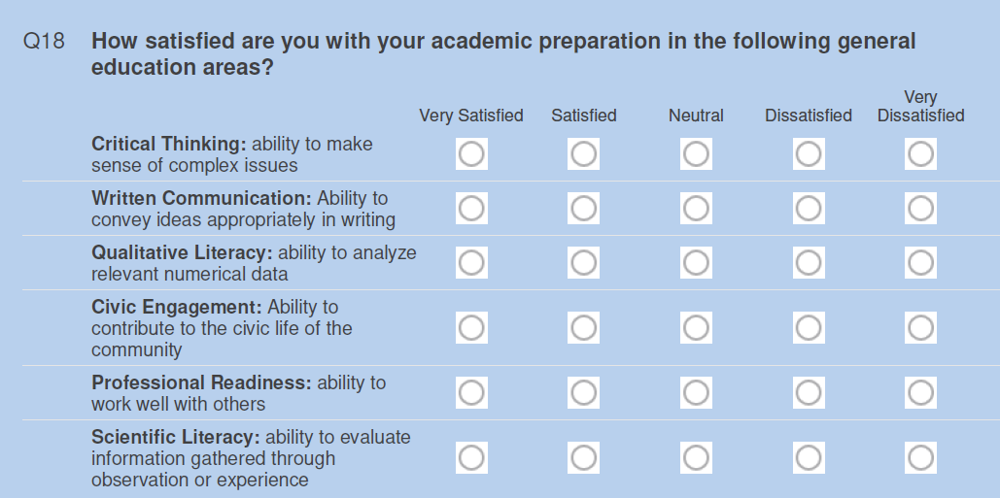 Q18 How satisfied are you with your academic preparation in the following general
education areas?
Very Satisfied Satisfied Neutral Dissatisfied Very
Dissatisfied
Critical Thinking: ability to make
sense of complex issues
Written Communication: Ability to
convey ideas appropriately in writing
Qualitative Literacy: ability to analyze
relevant numerical data
Civic Engagement: Ability to
contribute to the civic life of the
community
Professional Readiness: ability to
work well with others
Scientific Literacy: ability to evaluate
information gathered through
observation or experience